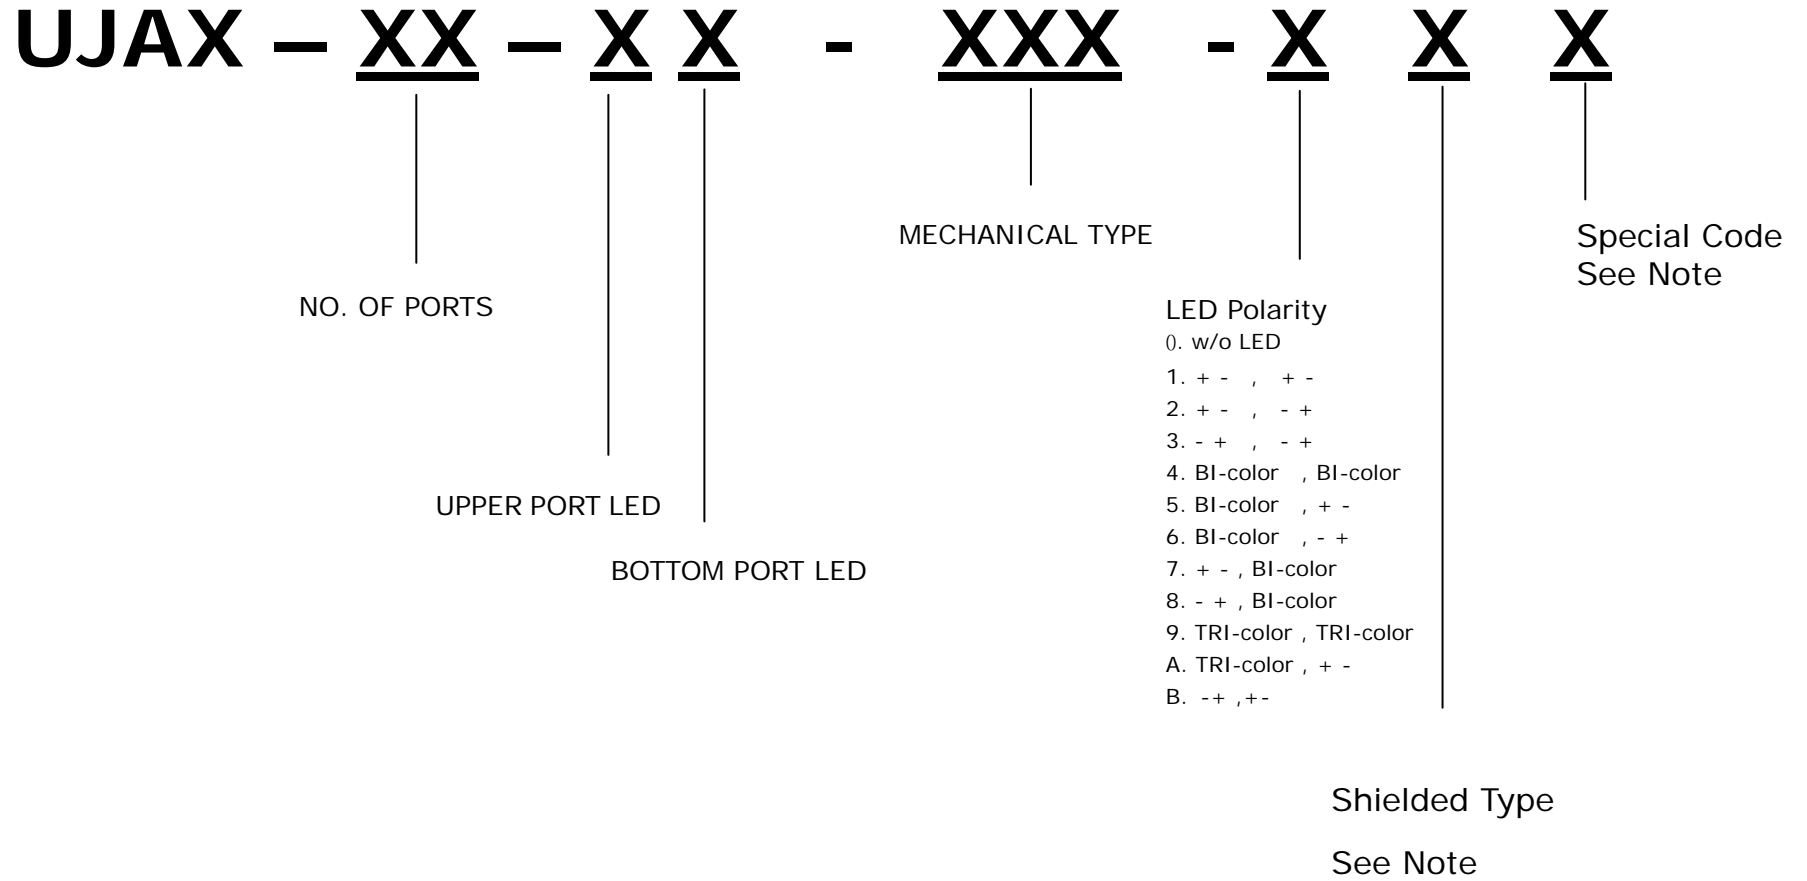 UJAX — XX — X X - XXX - X X X
MECHANICAL TYPE
Special Code
See Note
NO. OF PORTS
LED Polarity
0. w/o LED
1. + - , + -
2. + - , - +
3. - + , - +
4. BI-color , BI-color
5. BI-color , + -
6. BI-color , - +
7. + - , BI-color
8. - + , BI-color
9. TRI-color , TRI-color
A. TRI-color , + -
B. -+ ,+-
UPPER PORT LED
BOTTOM PORT LED
Shielded Type
See Note